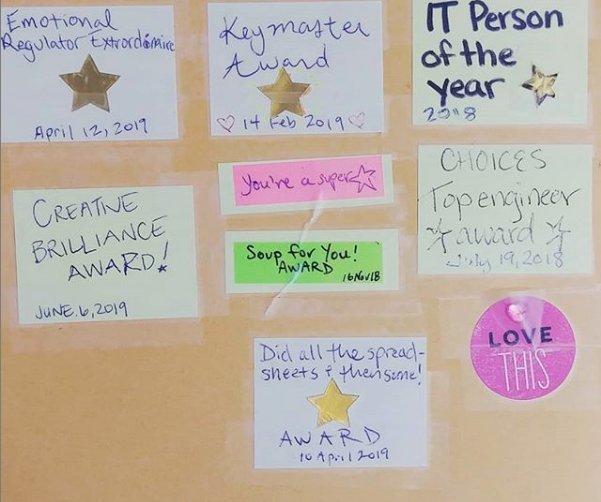 Emotional
Regulator Extrordinaire
April 12, 2019
Keymaster
Award
14 Feb 2019
IT Person
of the
year
2018
You're a super
CHOICES
Top engineer
award
July 19, 2018
CREATIVE
BRILLIANCE
AWARD!
JUNE.6,2019
Soup for You!
AWARD
16Nov18
LOVE
THIS
Did all the spread-
sheets & then some!
AWARD
10 April 2019